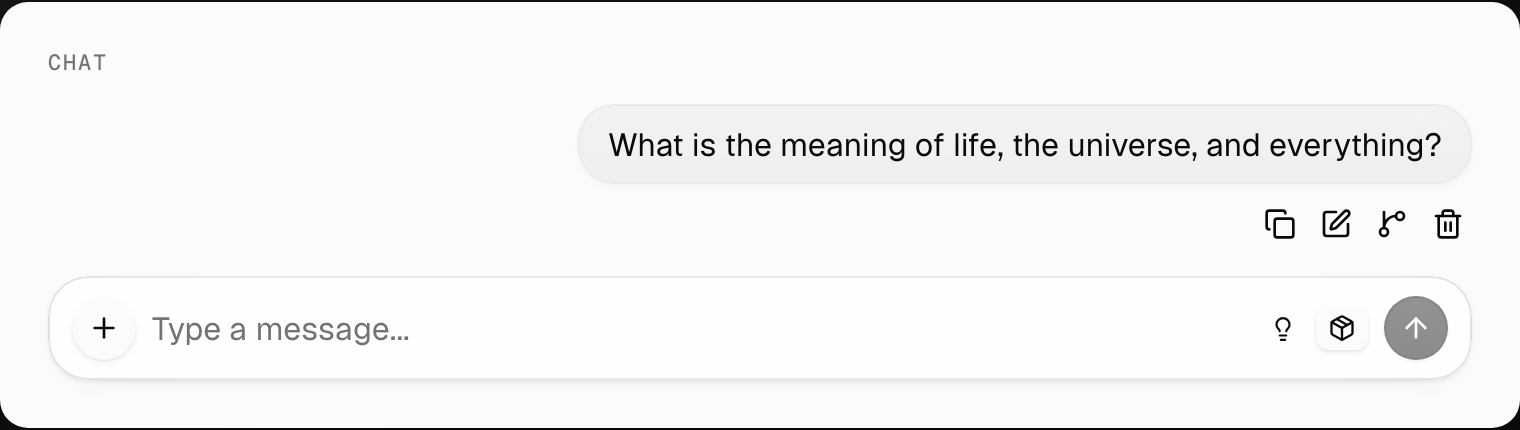 CHAT
What is the meaning of life, the universe, and everything?
Type a message...